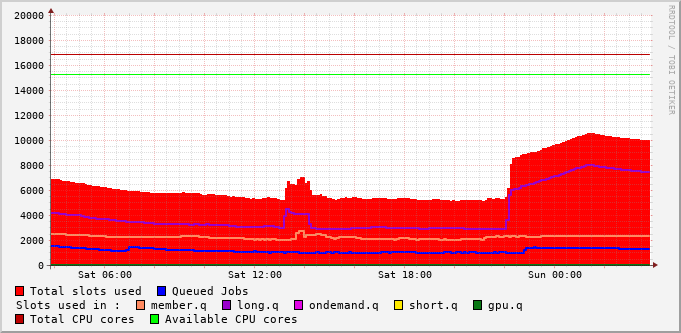 20000
18000
16000
14000
12000
10000
8000
6000
4000
2000
0
Sat 06:00 Sat 12:00 Sat 18:00 Sun 00:00
RRDTOOL / TOBI OETIKER
Total slots used Queued Jobs
Slots used in : member.q long.q ondemand.q short.q gpu.q
Total CPU cores Available CPU cores